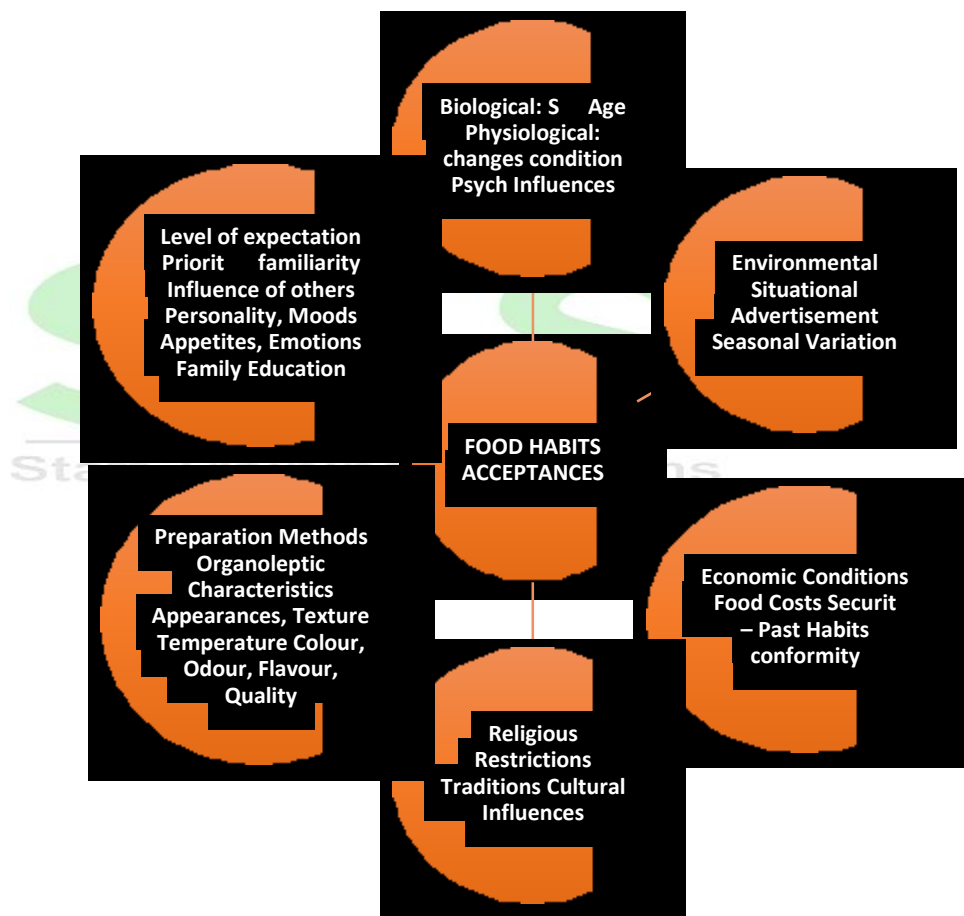 Biological: S Age
Physiological:
changes condition
Psych Influences
Level of expectation
Priorit familiarity
Influence of others
Personality, Moods
Appetites, Emotions
Family Education
Environmental
Situational
Advertisement
Seasonal Variation
FOOD HABITS
ACCEPTANCES
Preparation Methods
Organoleptic
Characteristics
Appearances, Texture
Temperature Colour,
Odour, Flavour,
Quality
Economic Conditions
Food Costs Securit
– Past Habits
conformity
Religious
Restrictions
Traditions Cultural
Influences